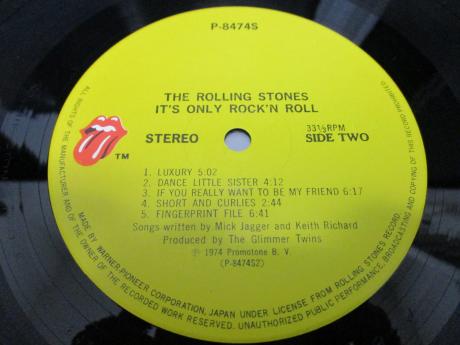 P-8474S
THE ROLLING STONES
IT'S ONLY ROCK'N ROLL
STEREO
33⅓RPM
SIDE TWO
TM
1. LUXURY 5:02
2. DANCE LITTLE SISTER 4:12
3. IF YOU REALLY WANT TO BE MY FRIEND 6:17
4. SHORT AND CURLIES 2:44
5. FINGERPRINT FILE 6:41
Songs written by Mick Jagger and Keith Richard
Produced by The Glimmer Twins
Ⓟ 1974 Promotone B. V.
(P-8474S2)
MADE BY WARNER-PIONEER CORPORATION, JAPAN UNDER LICENSE FROM ROLLING STONES RECORD.
ALL RIGHTS OF THE MANUFACTURER AND OF THE OWNER OF THE RECORDED WORK RESERVED. UNAUTHORIZED PUBLIC PERFORMANCE, BROADCASTING AND COPYING OF THIS RECORD PROHIBITED